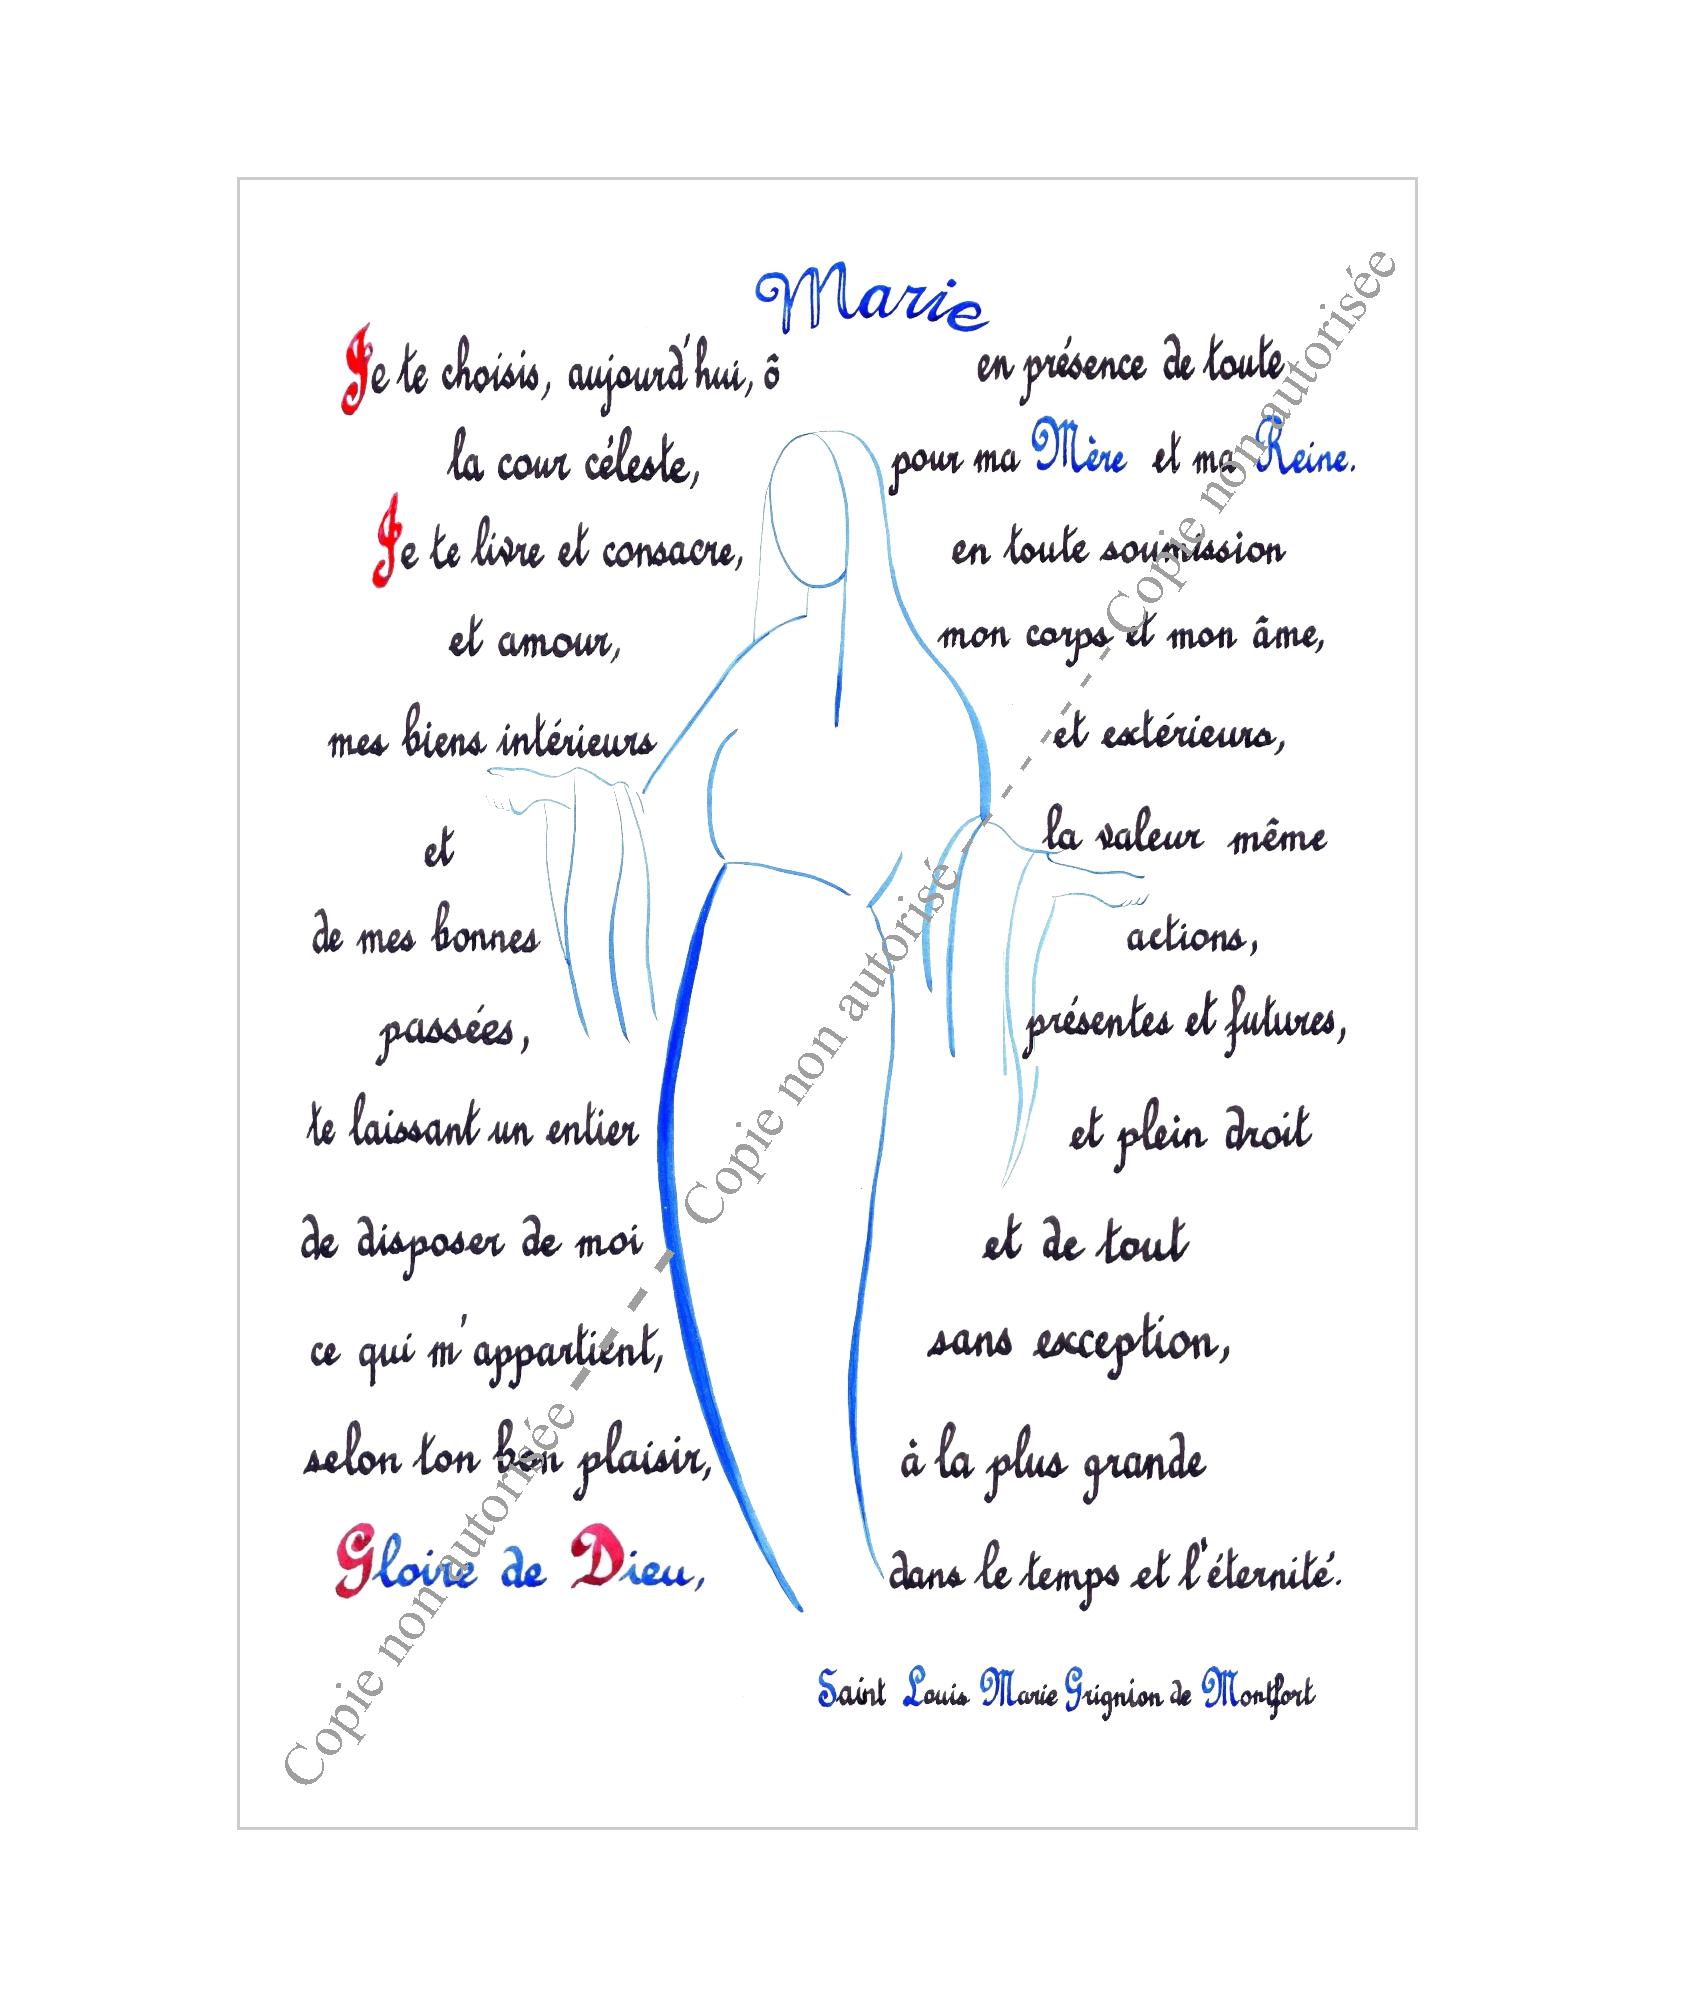 Marie
Je te choisis, aujourd'hui, ô en présence de toute
la cour céleste, pour ma Mère et ma Reine.
Je te livre et consacre, en toute soumission
et amour, mon corps et mon âme,
mes biens intérieurs et extérieurs,
et la valeur même
de mes bonnes actions,
passées, présentes et futures,
te laissant un entier et plein droit
de disposer de moi et de tout
ce qui m'appartient, sans exception,
selon ton bon plaisir, à la plus grande
Gloire de Dieu, dans le temps et l'éternité.
Saint Louis Marie Grignion de Montfort
Copie non autorisée -- Copie non autorisé -- Copie non autorisée